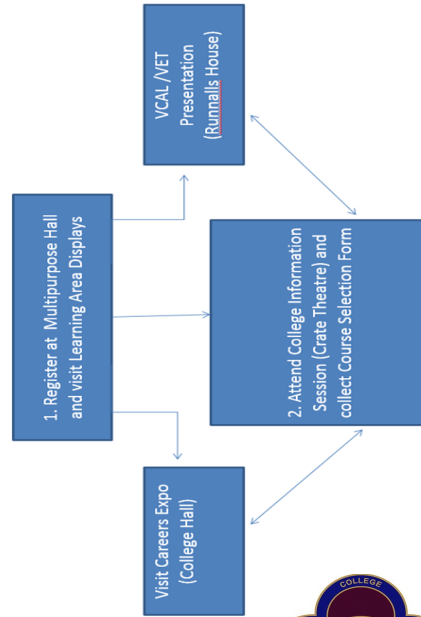 1. Register at Multipurpose Hall
and visit Learning Area Displays
Visit Careers Expo
(College Hall)
VCAL /VET
Presentation
(Runnalls House)
2. Attend College Information
Session (Crate Theatre) and
collect Course Selection Form
COLLEGE